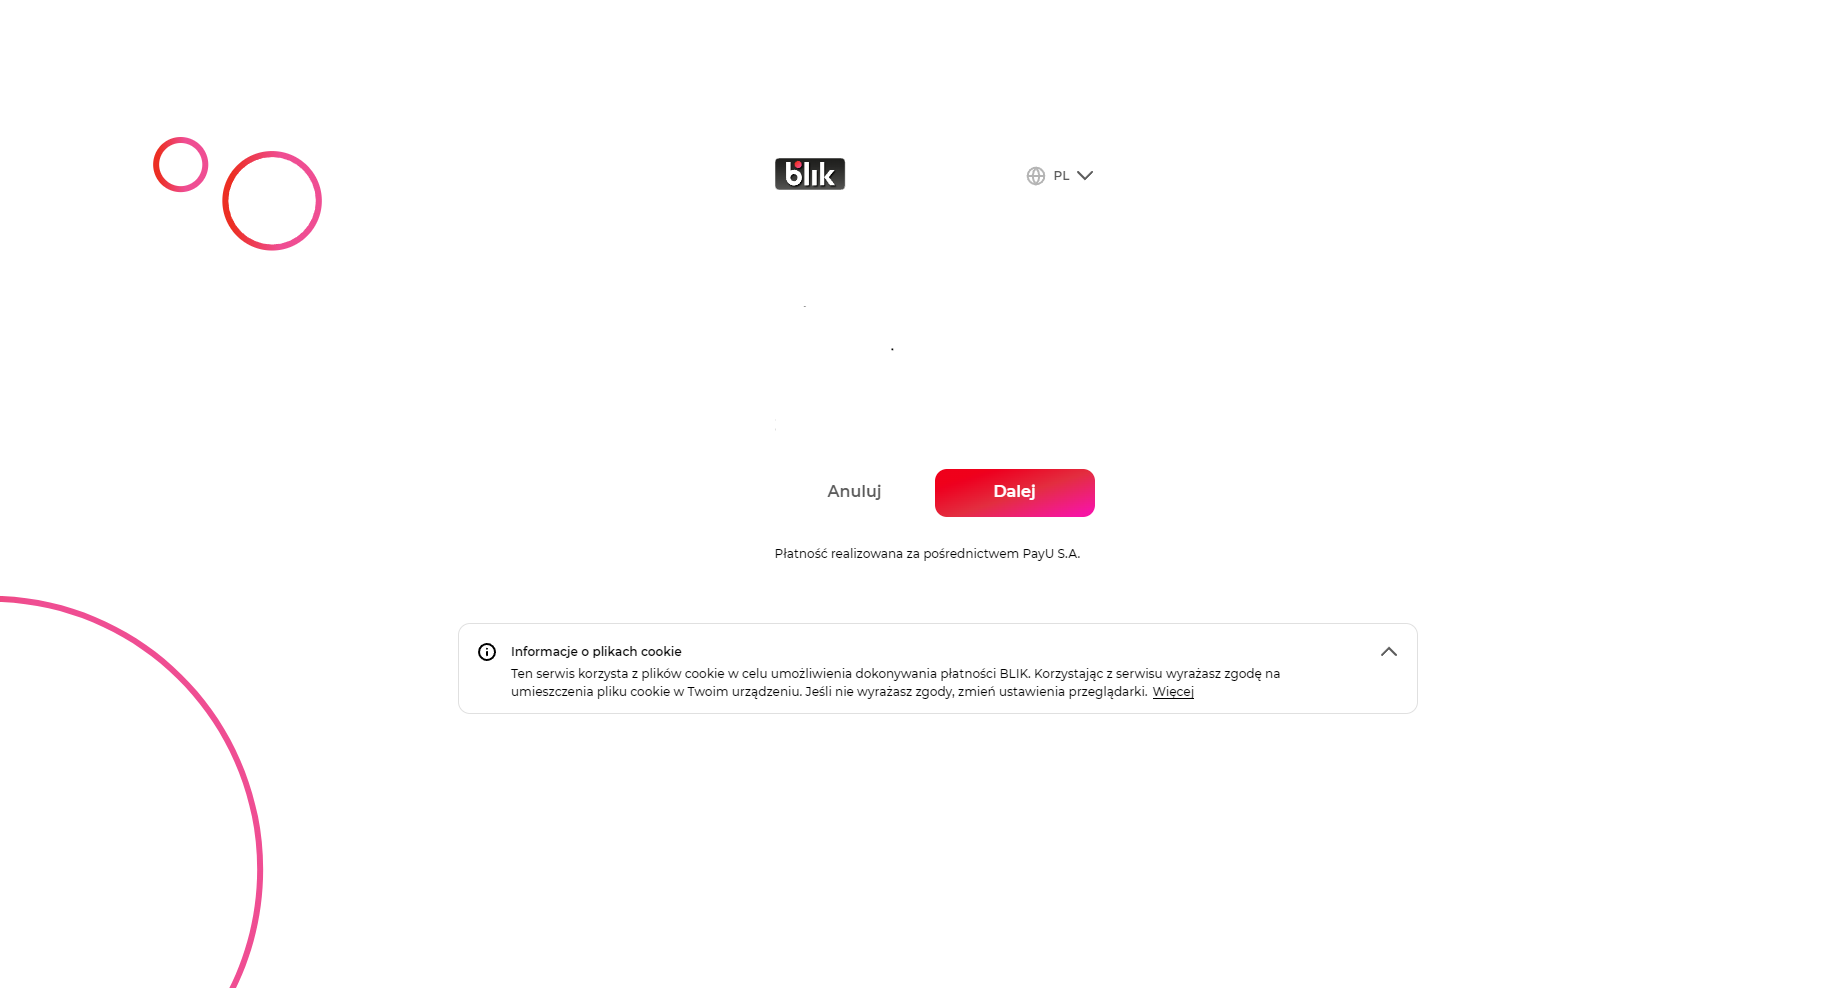 blik
PL
Anuluj
Dalej
Płatność realizowana za pośrednictwem PayU S.A.
Informacje o plikach cookie
Ten serwis korzysta z plików cookie w celu umożliwienia dokonywania płatności BLIK. Korzystając z serwisu wyrażasz zgodę na
umieszczenia pliku cookie w Twoim urządzeniu. Jeśli nie wyrażasz zgody, zmień ustawienia przeglądarki. Więcej